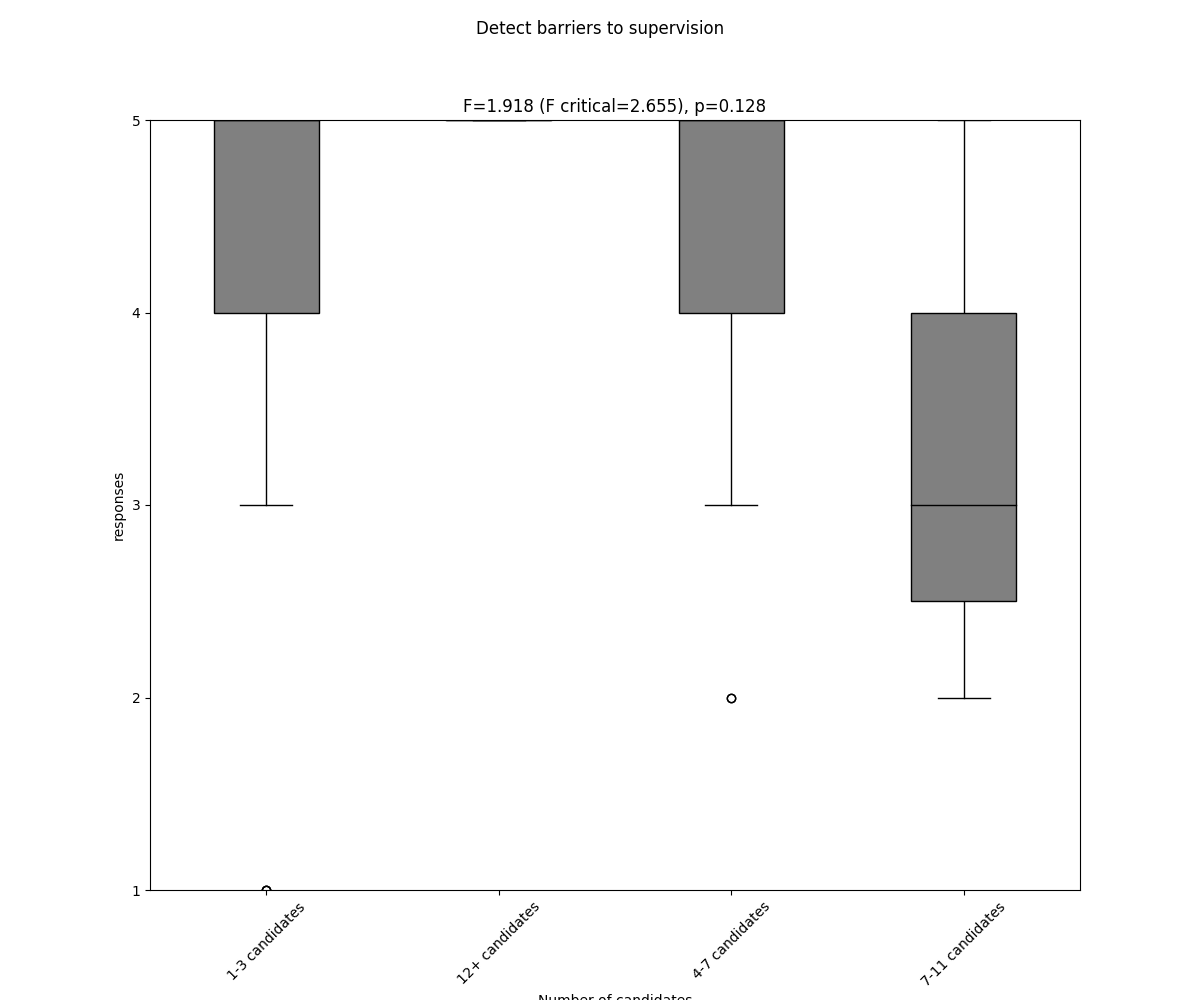 Detect barriers to supervision
F=1.918 (F critical=2.655), p=0.128
5
4
3
2
1
responses
1-3 candidates
12+ candidates
4-7 candidates
7-11 candidates
Number of candidates